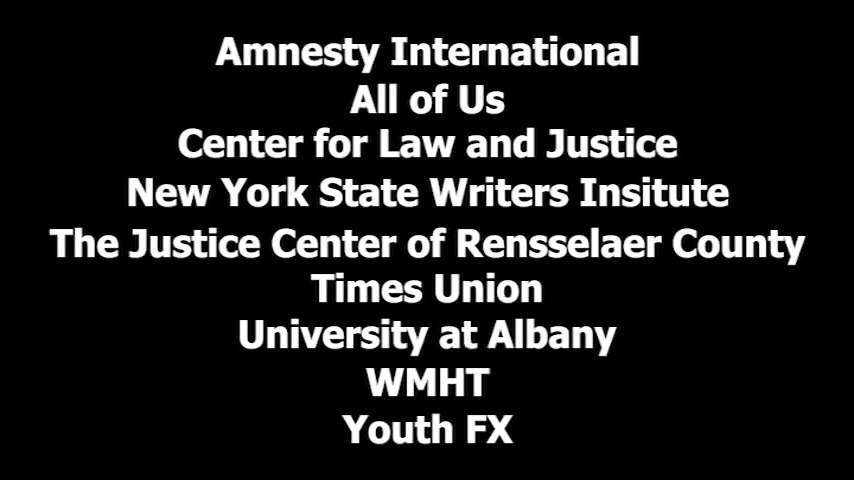 Amnesty International
All of Us
Center for Law and Justice
New York State Writers Insitute
The Justice Center of Rensselaer County
Times Union
University at Albany
WMHT
Youth FX